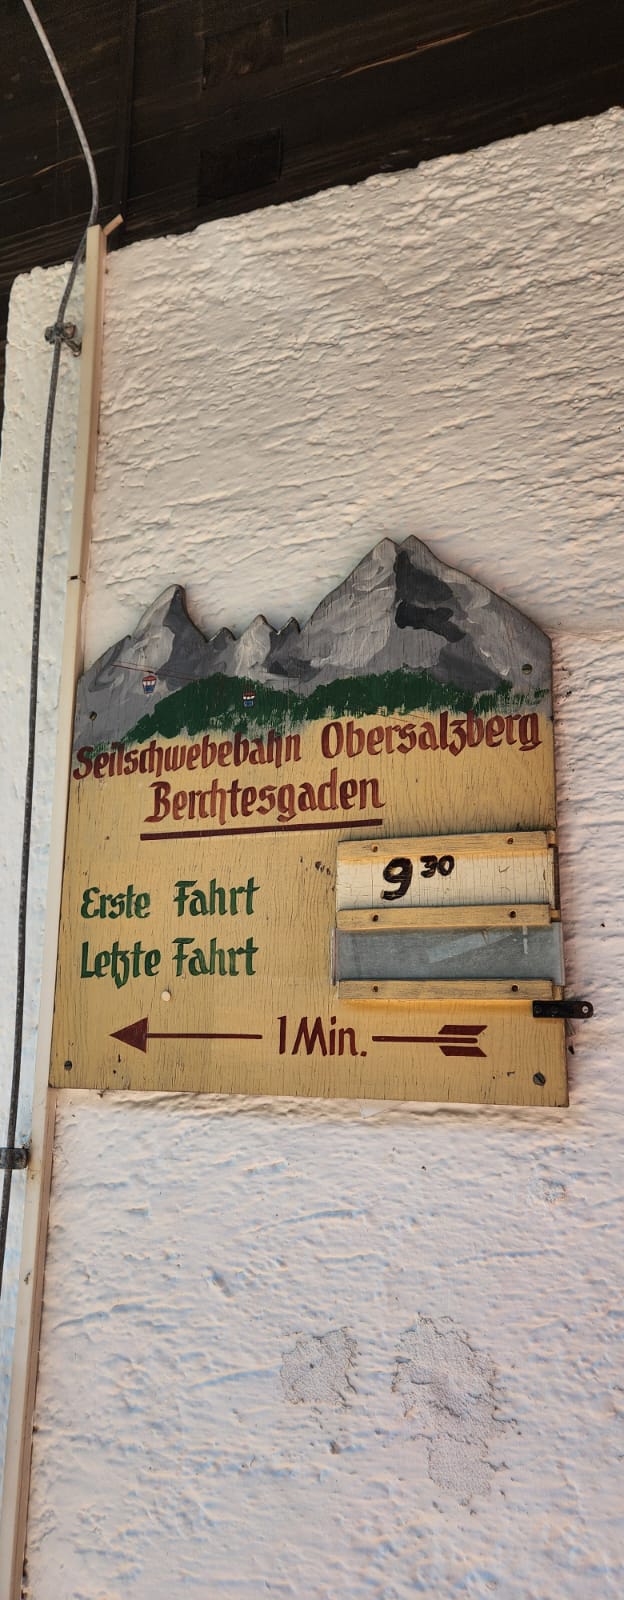 Seilschwebebahn Obersalzberg
Berchtesgaden
Erste Fahrt 9 30
Letzte Fahrt
1 Min.